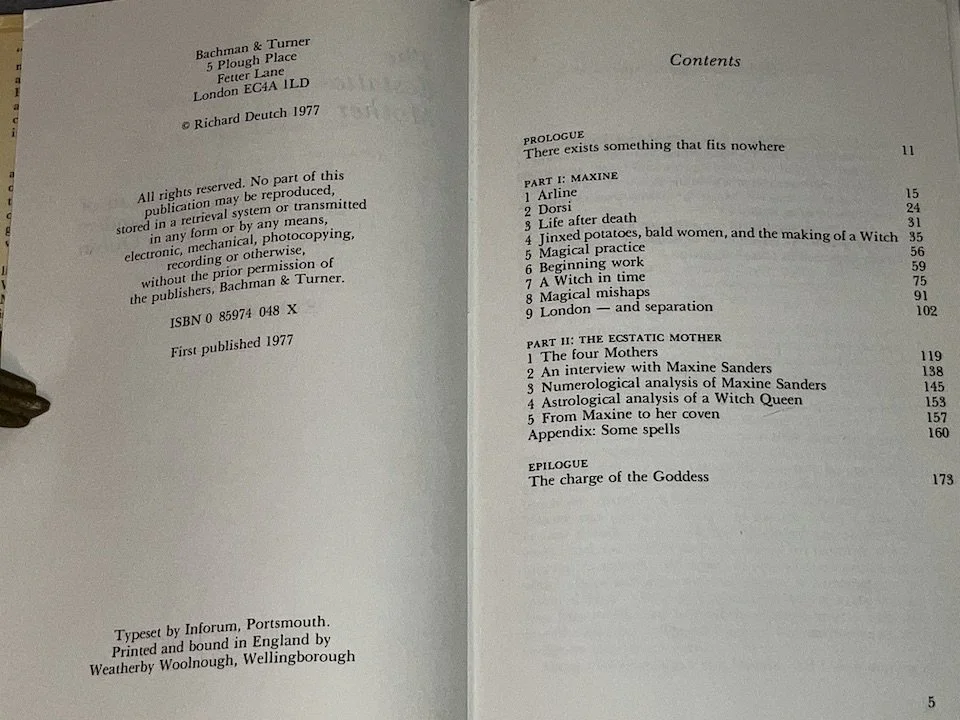 Bachman & Turner
5 Plough Place
Fetter Lane
London EC4A 1LD
© Richard Deutch 1977
All rights reserved. No part of this
publication may be reproduced,
stored in a retrieval system or transmitted
in any form or by any means,
electronic, mechanical, photocopying,
recording or otherwise,
without the prior permission of
the publishers, Bachman & Turner.
ISBN 0 85974 048 X
First published 1977
Typeset by Inforum, Portsmouth.
Printed and bound in England by
Weatherby Woolnough, Wellingborough
Contents
PROLOGUE
There exists something that fits nowhere 11
PART I: MAXINE
1 Arline 15
2 Dorsi 24
3 Life after death 31
4 Jinxed potatoes, bald women, and the making of a Witch 35
5 Magical practice 56
6 Beginning work 59
7 A Witch in time 75
8 Magical mishaps 91
9 London — and separation 102
PART II: THE ECSTATIC MOTHER
1 The four Mothers 119
2 An interview with Maxine Sanders 138
3 Numerological analysis of Maxine Sanders 145
4 Astrological analysis of a Witch Queen 153
5 From Maxine to her coven 157
Appendix: Some spells 160
EPILOGUE
The charge of the Goddess 173
5